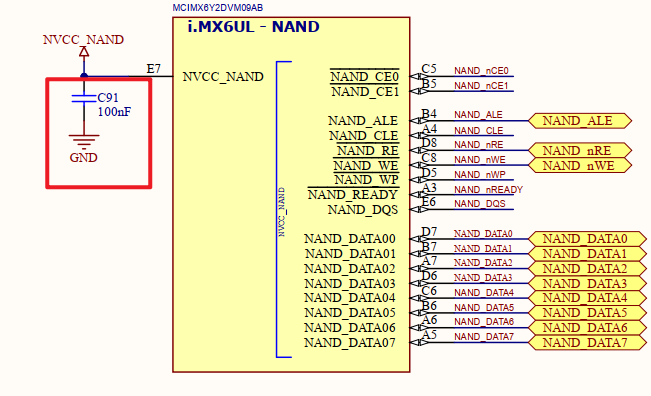 MCIMX6Y2DVM09AB
i.MX6UL - NAND
NVCC_NAND
E7
NVCC_NAND
C91
100nF
GND
NVCC_NAND
NAND_CE0 C5 NAND_nCE0
NAND_CE1 B5 NAND_nCE1
NAND_ALE B4 NAND_ALE NAND_ALE
NAND_CLE A4 NAND_CLE
NAND_RE D8 NAND_nRE NAND_nRE
NAND_WE C8 NAND_nWE NAND_nWE
NAND_WP D5 NAND_nWP
NAND_READY A3 NAND_nREADY
NAND_DQS E6 NAND_DQS
NAND_DATA00 D7 NAND_DATA0 NAND_DATA0
NAND_DATA01 B7 NAND_DATA1 NAND_DATA1
NAND_DATA02 A7 NAND_DATA2 NAND_DATA2
NAND_DATA03 D6 NAND_DATA3 NAND_DATA3
NAND_DATA04 C6 NAND_DATA4 NAND_DATA4
NAND_DATA05 B6 NAND_DATA5 NAND_DATA5
NAND_DATA06 A6 NAND_DATA6 NAND_DATA6
NAND_DATA07 A5 NAND_DATA7 NAND_DATA7